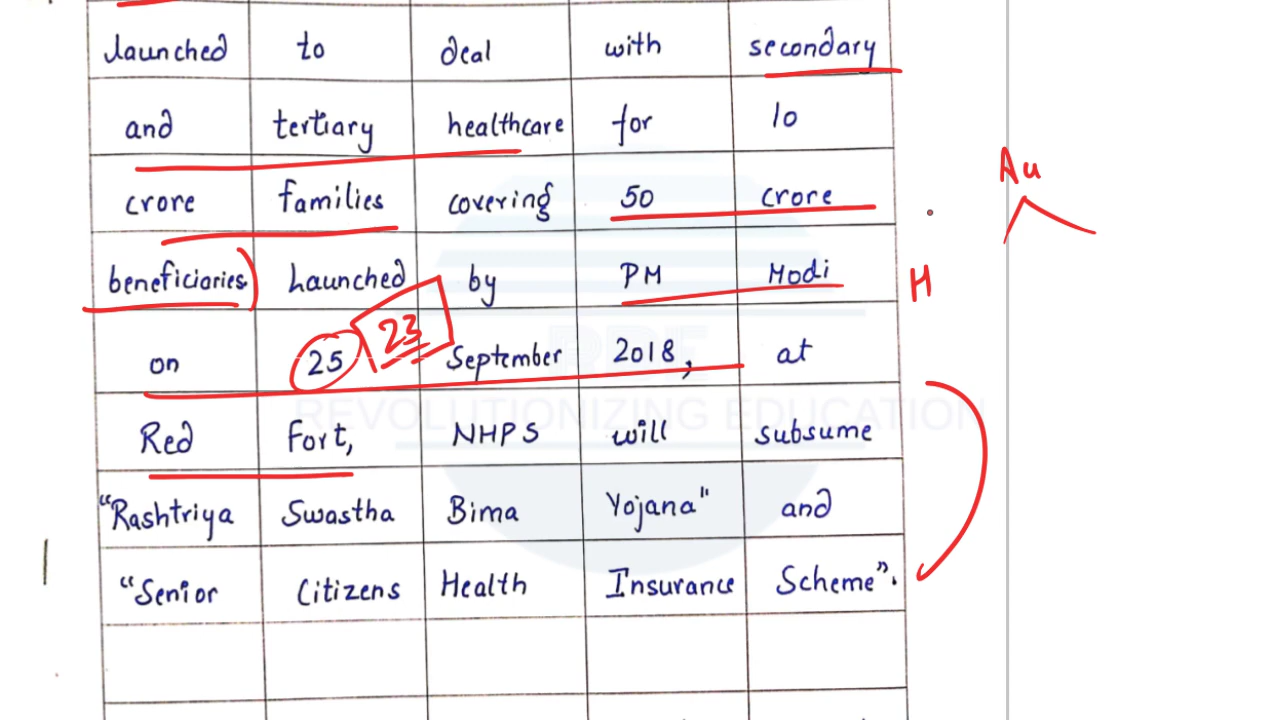 launched to deal with secondary
and tertiary healthcare for 10
crore families covering 50 crore
Au
beneficiaries launched by PM Modi
H
on 25 23 September 2018, at
REVOLUTIONIZING EDUCATION
Red Fort, NHPS will subsume
"Rashtriya Swastha Bima Yojana" and
"Senior Citizens Health Insurance Scheme".